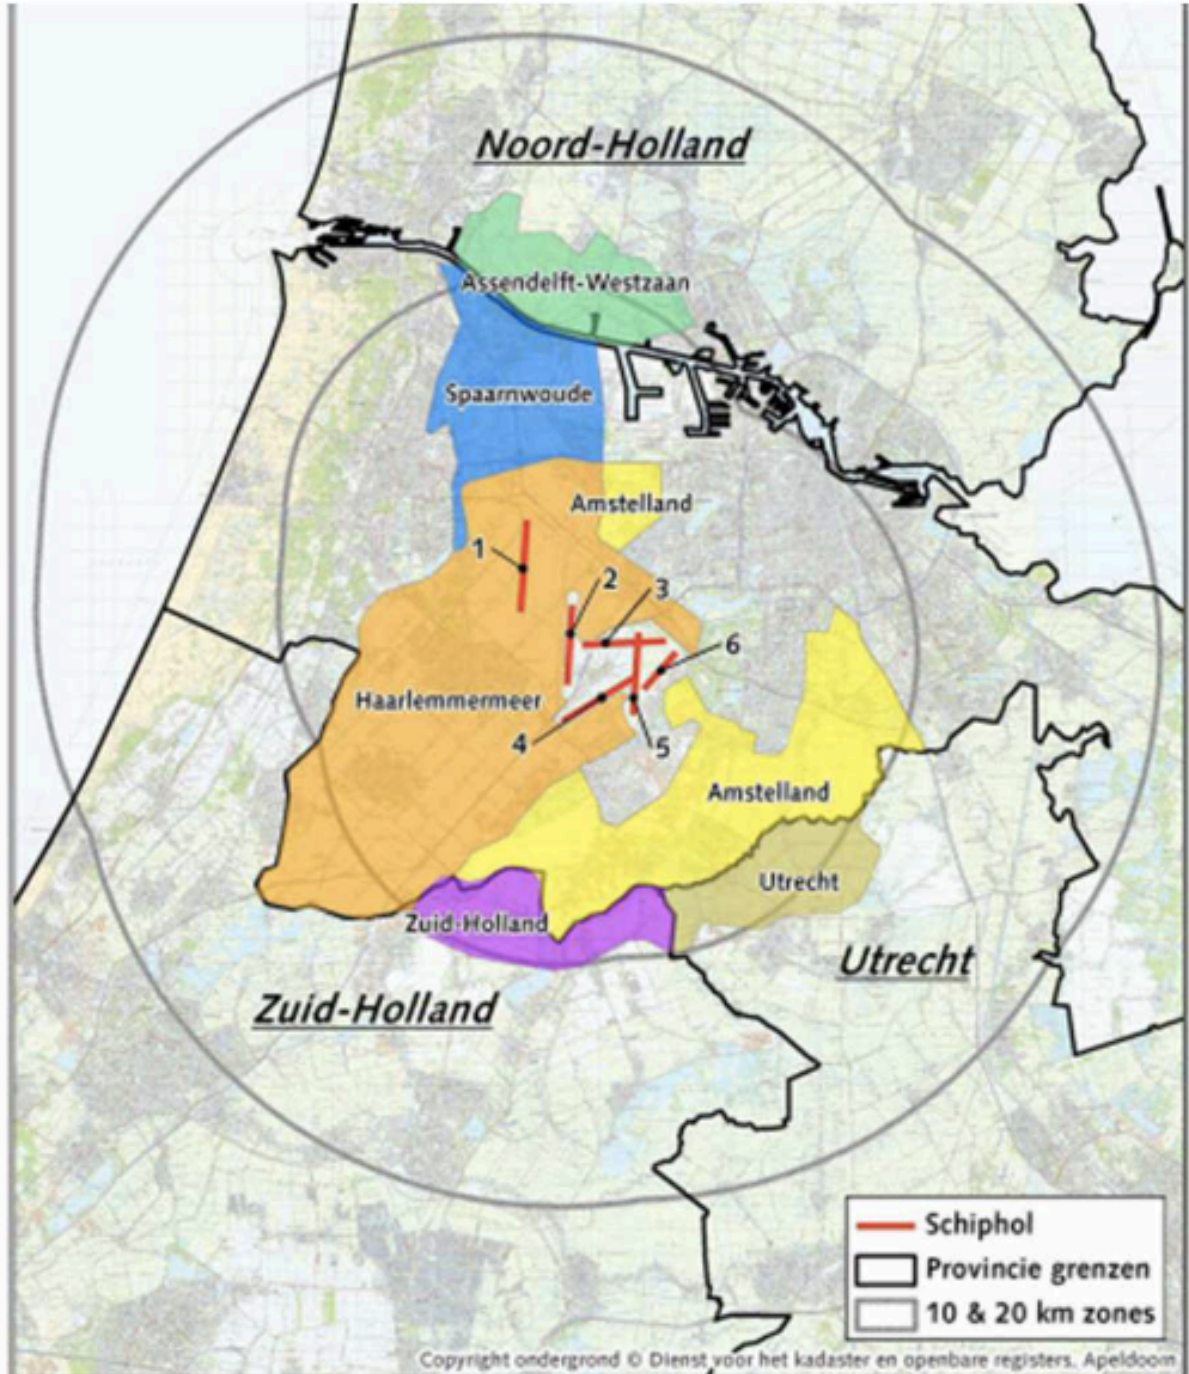 Noord-Holland
Assendelft-Westzaan
Spaarnwoude
Amstelland
1
2
3
6
Haarlemmermeer
4
5
Amstelland
Utrecht
Zuid-Holland
Utrecht
Zuid-Holland
Schiphol
Provincie grenzen
10 & 20 km zones
Copyright ondergrond © Dienst voor het kadaster en openbare registers. Apeldoorn